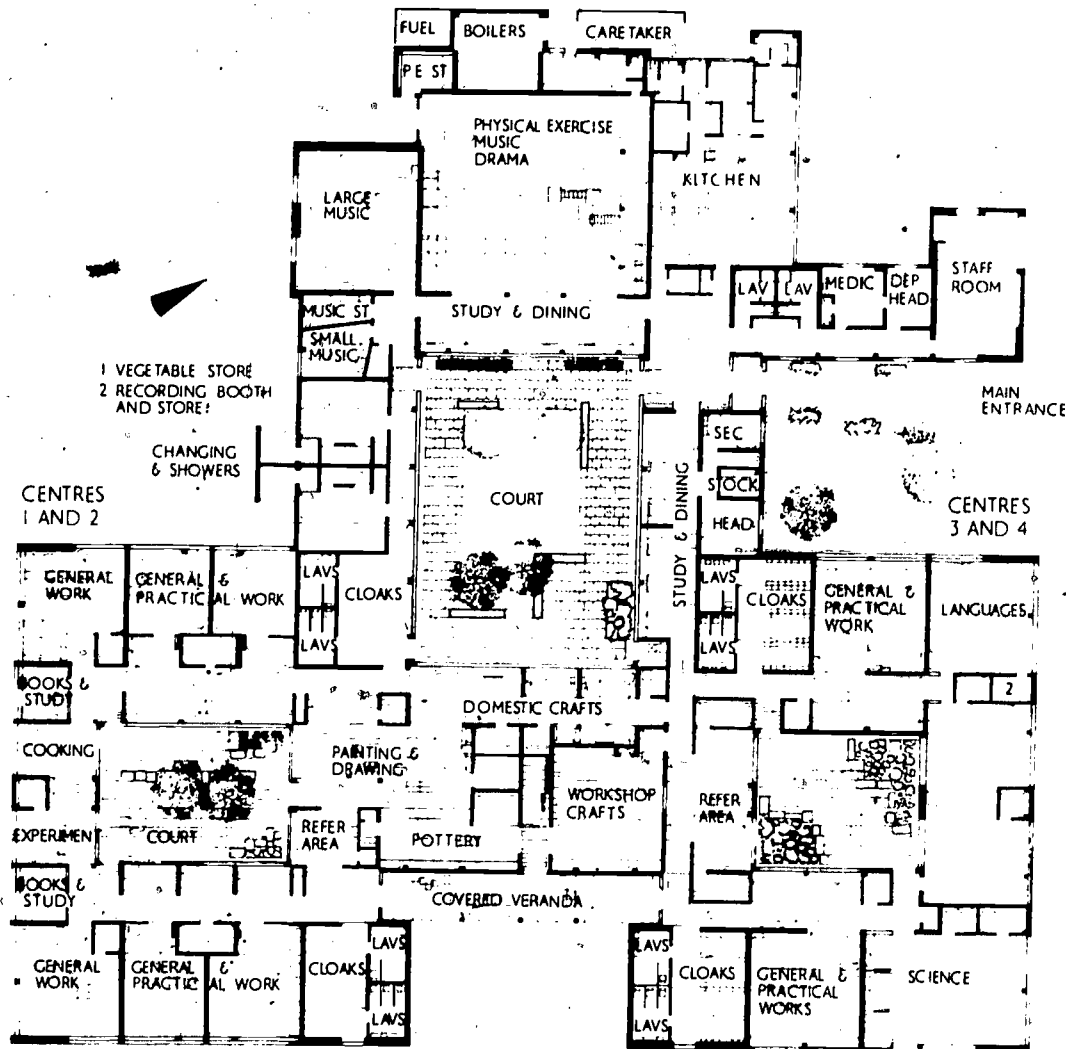 FUEL
BOILERS
CARETAKER
P E ST
PHYSICAL EXERCISE
MUSIC
DRAMA
KITCHEN
LARGE
MUSIC
STAFF
ROOM
LAV
LAV
MEDIC
DEP
HEAD
MUSIC ST
SMALL
MUSIC
STUDY & DINING
1 VEGETABLE STORE
2 RECORDING BOOTH
AND STORE
MAIN
ENTRANCE
CHANGING
& SHOWERS
SEC
STOCK
HEAD
COURT
STUDY & DINING
CENTRES
1 AND 2
CENTRES
3 AND 4
GENERAL
WORK
GENERAL &
PRACTICAL WORK
LAVS
LAVS
CLOAKS
LAVS
LAVS
CLOAKS
GENERAL &
PRACTICAL
WORK
LANGUAGES
BOOKS &
STUDY
2
DOMESTIC CRAFTS
COOKING
PAINTING &
DRAWING
WORKSHOP
CRAFTS
REFER
AREA
EXPERIMEN
COURT
REFER
AREA
POTTERY
BOOKS &
STUDY
COVERED VERANDA
GENERAL
WORK
GENERAL &
PRACTICAL WORK
CLOAKS
LAVS
LAVS
LAVS
LAVS
CLOAKS
GENERAL &
PRACTICAL
WORKS
SCIENCE